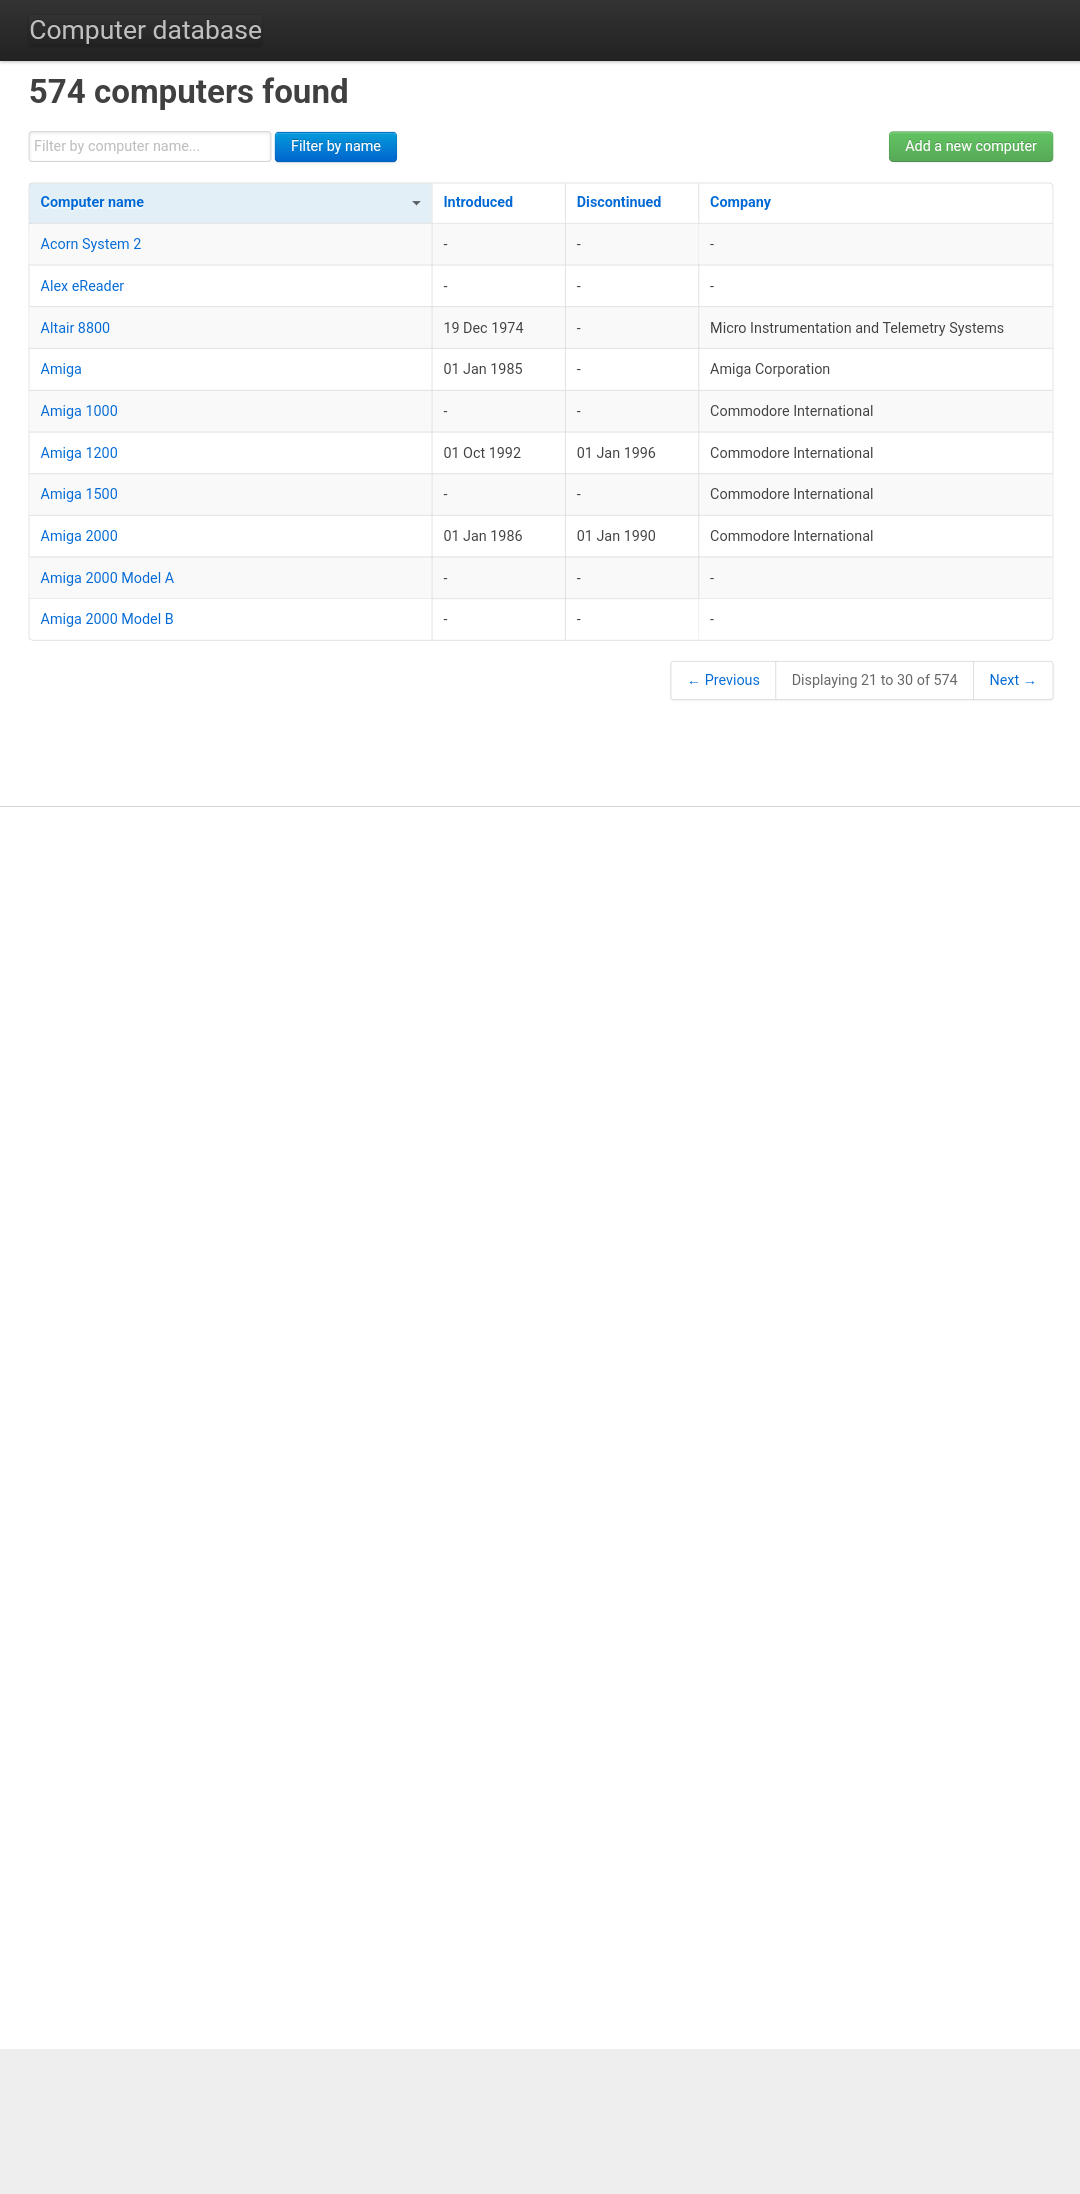 Computer database
574 computers found
Filter by computer name... Filter by name Add a new computer
Computer name Introduced Discontinued Company
Acorn System 2 - - -
Alex eReader - - -
Altair 8800 19 Dec 1974 - Micro Instrumentation and Telemetry Systems
Amiga 01 Jan 1985 - Amiga Corporation
Amiga 1000 - - Commodore International
Amiga 1200 01 Oct 1992 01 Jan 1996 Commodore International
Amiga 1500 - - Commodore International
Amiga 2000 01 Jan 1986 01 Jan 1990 Commodore International
Amiga 2000 Model A - - -
Amiga 2000 Model B - - -
← Previous Displaying 21 to 30 of 574 Next →